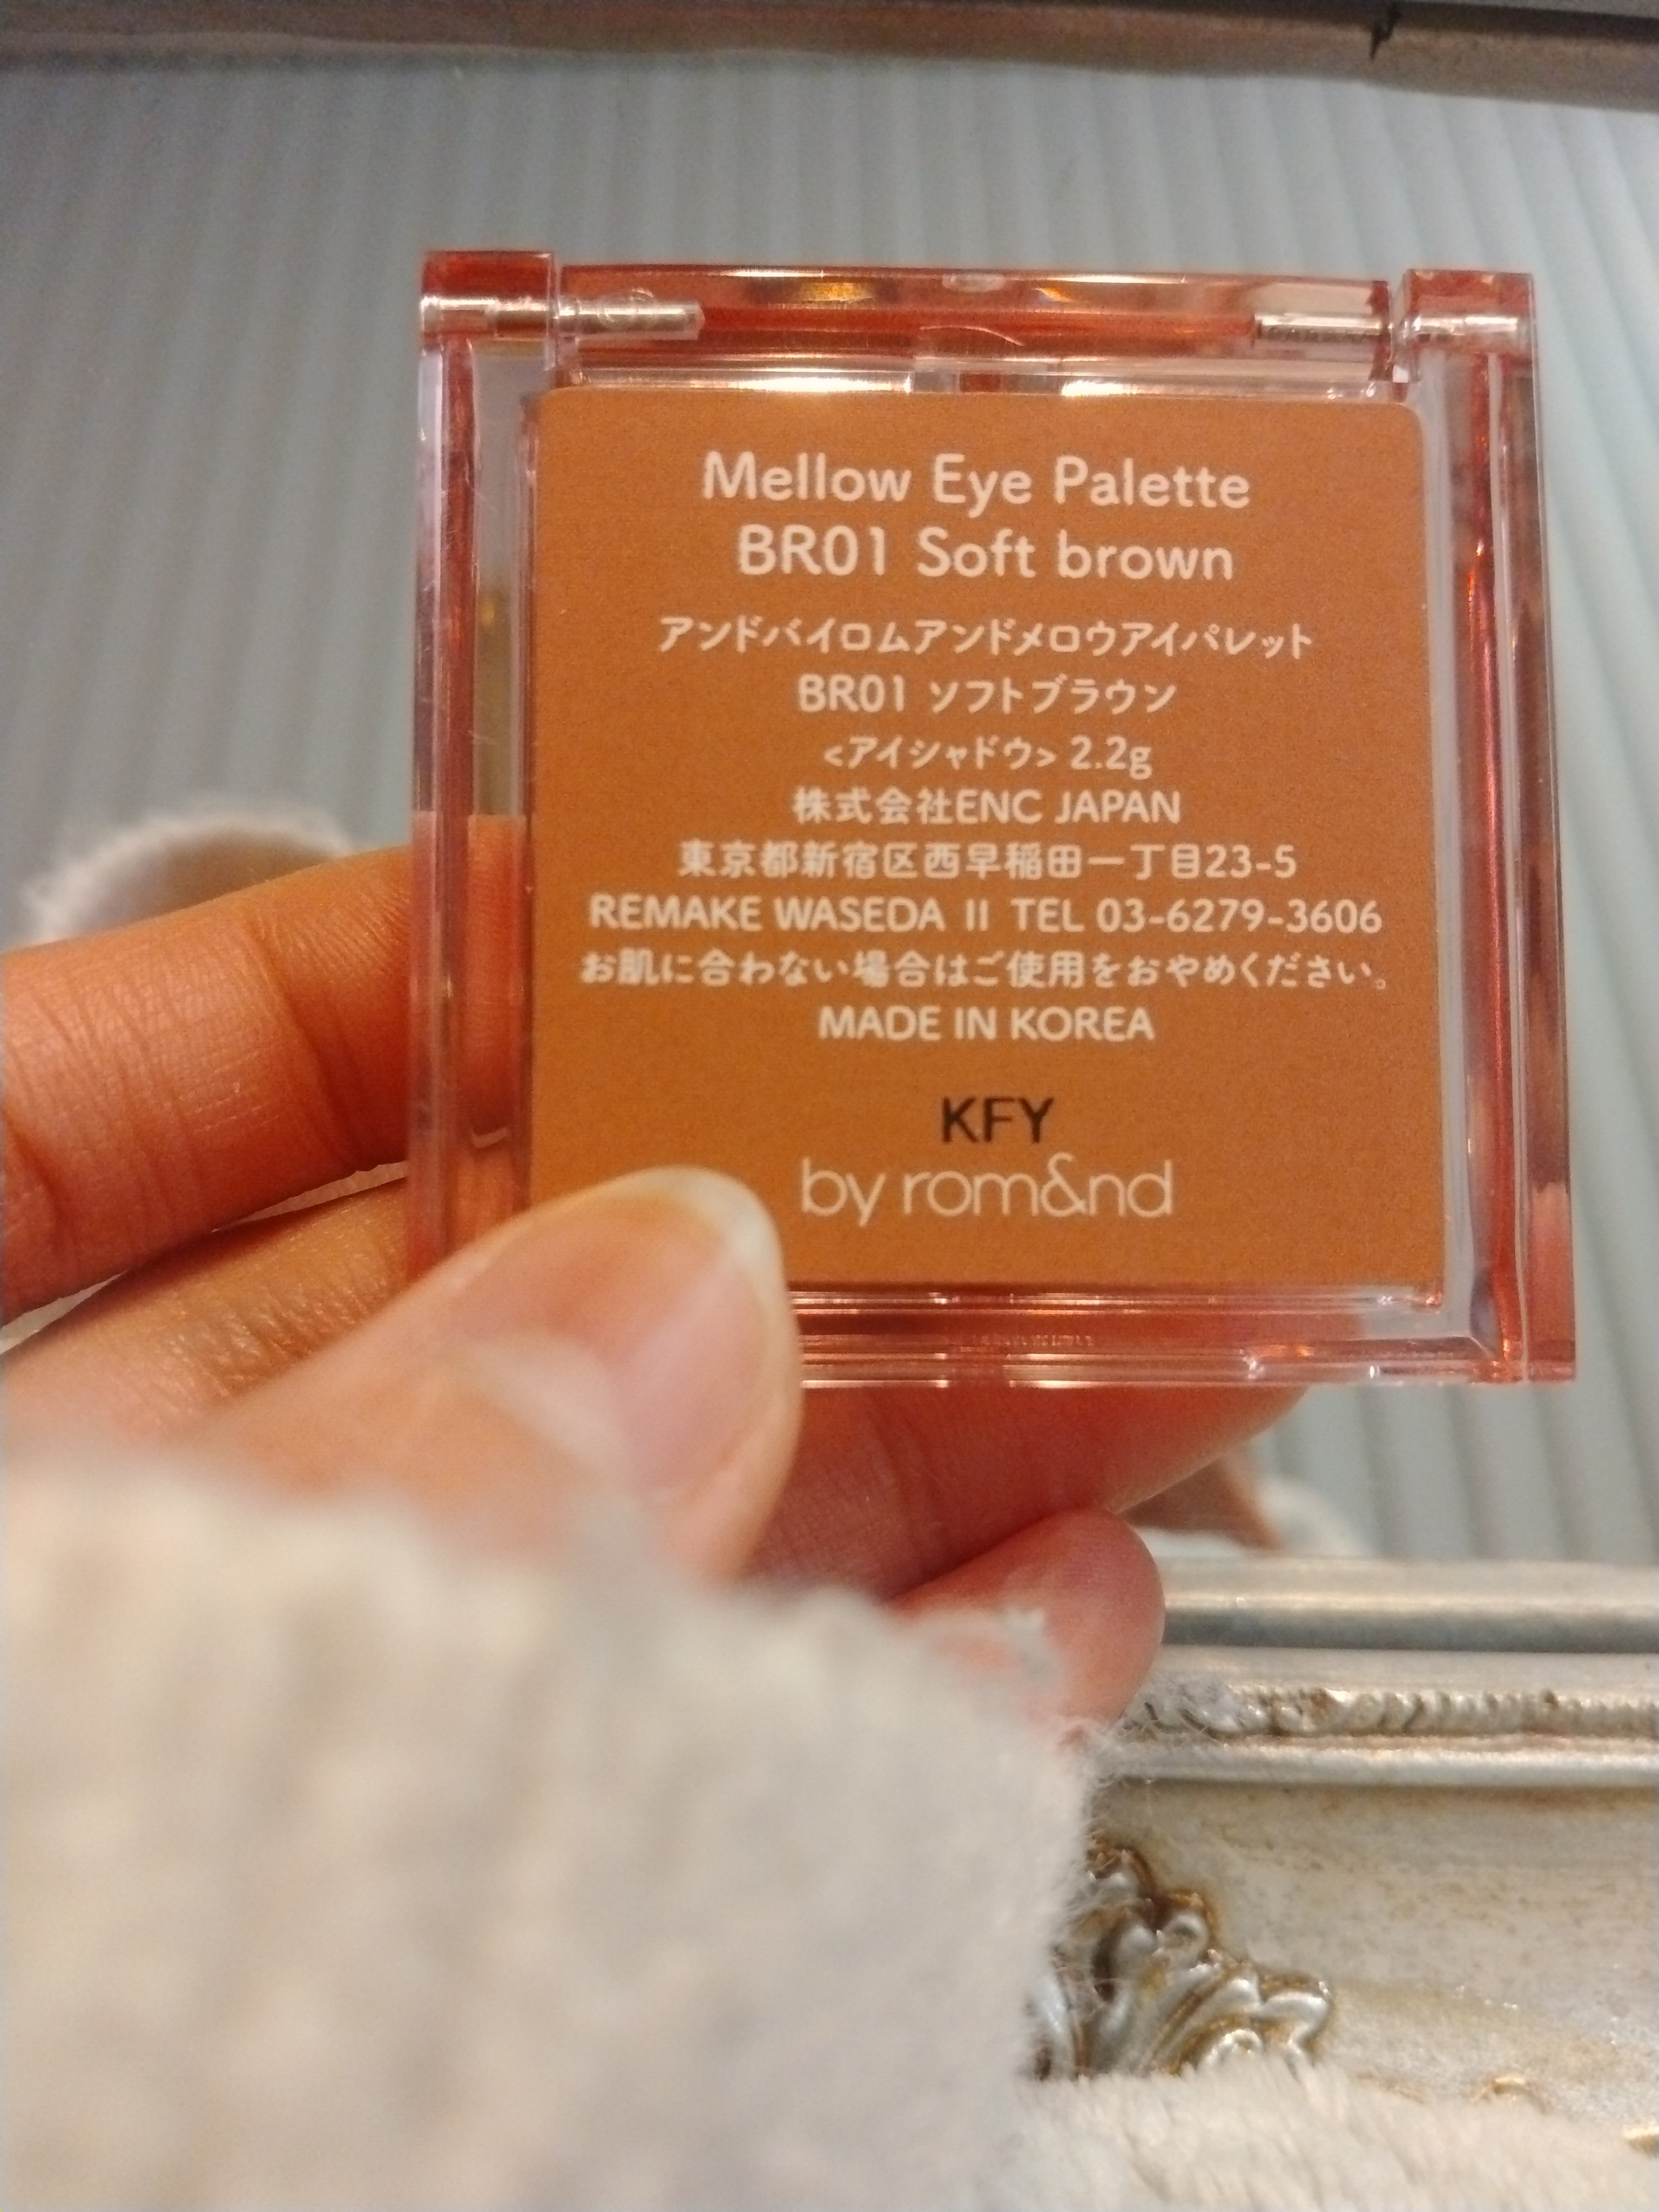 Mellow Eye Palette
BR01 Soft brown
アンドバイロムアンドメロウアイパレット
BR01 ソフトブラウン
<アイシャドウ> 2.2g
株式会社ENC JAPAN
東京都新宿区西早稲田一丁目23-5
REMAKE WASEDA II TEL 03-6279-3606
お肌に合わない場合はご使用をおやめください。
MADE IN KOREA
KFY
by rom&nd